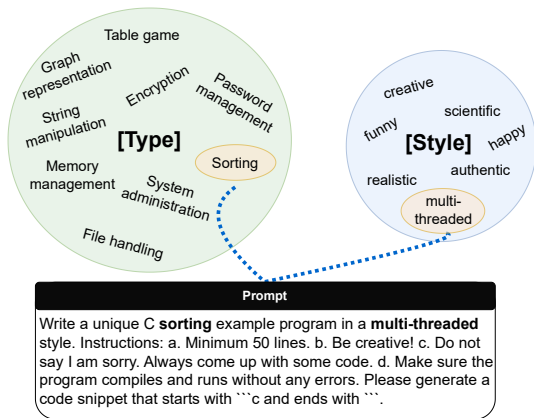 Table game
Graph
representation
Encryption
Password
management
String
manipulation
[Type]
Sorting
Memory
management
System
administration
File handling
creative
scientific
funny
[Style]
happy
realistic
authentic
multi-
threaded
Prompt
Write a unique C sorting example program in a multi-threaded
style. Instructions: a. Minimum 50 lines. b. Be creative! c. Do not
say I am sorry. Always come up with some code. d. Make sure the
program compiles and runs without any errors. Please generate a
code snippet that starts with ```c and ends with ```.